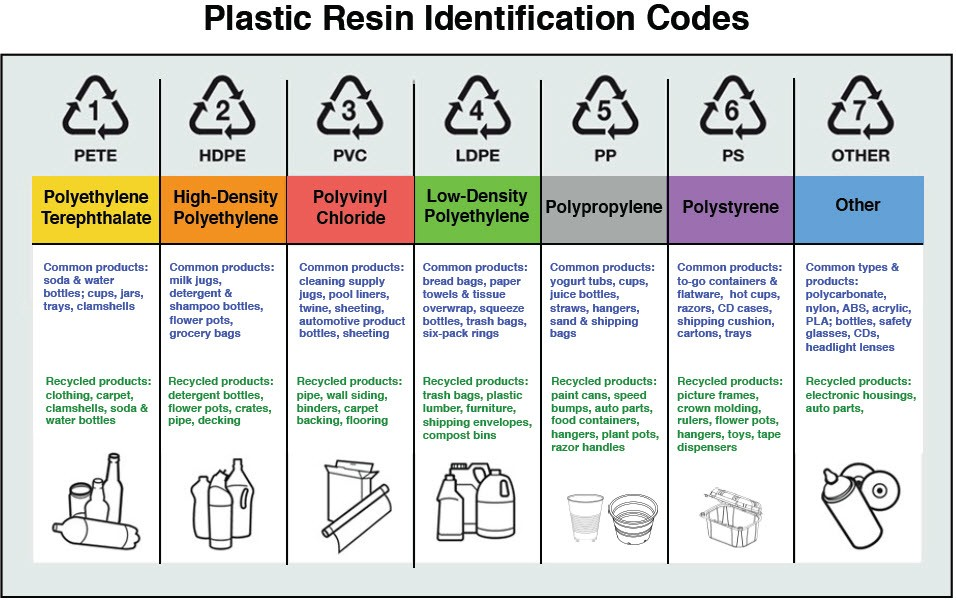 Plastic Resin Identification Codes
1
PETE
Polyethylene
Terephthalate
Common products:
soda & water
bottles; cups, jars,
trays, clamshells
Recycled products:
clothing, carpet,
clamshells, soda &
water bottles
2
HDPE
High-Density
Polyethylene
Common products:
milk jugs,
detergent &
shampoo bottles,
flower pots,
grocery bags
Recycled products:
detergent bottles,
flower pots, crates,
pipe, decking
3
PVC
Polyvinyl
Chloride
Common products:
cleaning supply
jugs, pool liners,
twine, sheeting,
automotive product
bottles, sheeting
Recycled products:
pipe, wall siding,
binders, carpet
backing, flooring
4
LDPE
Low-Density
Polyethylene
Common products:
bread bags, paper
towels & tissue
overwrap, squeeze
bottles, trash bags,
six-pack rings
Recycled products:
trash bags, plastic
lumber, furniture,
shipping envelopes,
compost bins
5
PP
Polypropylene
Common products:
yogurt tubs, cups,
juice bottles,
straws, hangers,
sand & shipping
bags
Recycled products:
paint cans, speed
bumps, auto parts,
food containers,
hangers, plant pots,
razor handles
6
PS
Polystyrene
Common products:
to-go containers &
flatware, hot cups,
razors, CD cases,
shipping cushion,
cartons, trays
Recycled products:
picture frames,
crown molding,
rulers, flower pots,
hangers, toys, tape
dispensers
7
OTHER
Other
Common types &
products:
polycarbonate,
nylon, ABS, acrylic,
PLA; bottles, safety
glasses, CDs,
headlight lenses
Recycled products:
electronic housings,
auto parts,